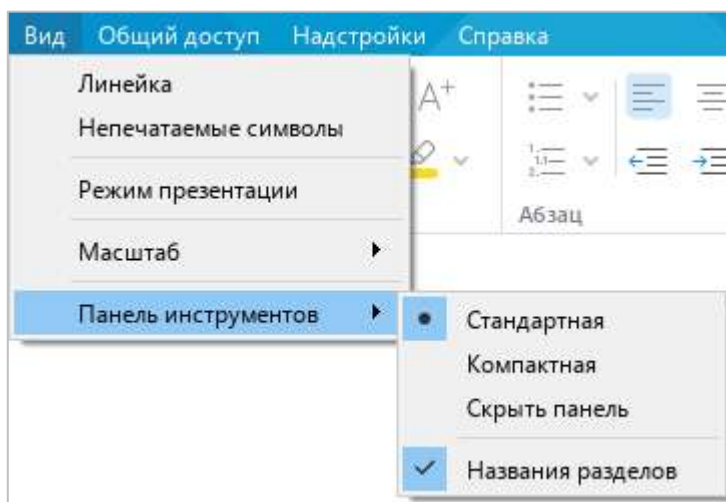 Вид Общий доступ Надстройки Справка
Линейка
Непечатаемые символы
Режим презентации
Масштаб
Панель инструментов
A+
Абзац
Стандартная
Компактная
Скрыть панель
Названия разделов